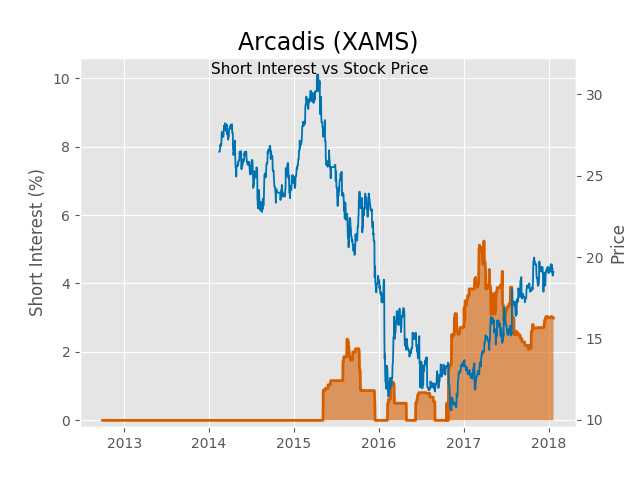 Arcadis (XAMS)
Short Interest vs Stock Price
Short Interest (%)
Price
10
8
6
4
2
0
30
25
20
15
10
2013 2014 2015 2016 2017 2018